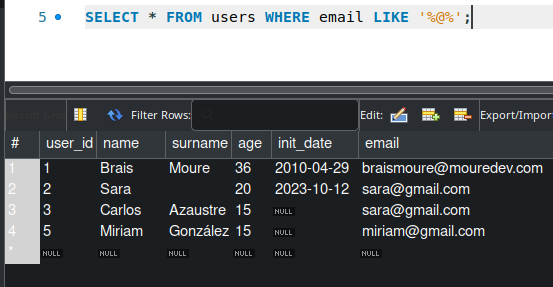 5 SELECT * FROM users WHERE email LIKE '%@%';
Filter Rows: Edit: Export/Impor
# user_id name surname age init_date email
1 1 Brais Moure 36 2010-04-29 braismoure@mouredev.com
2 2 Sara 20 2023-10-12 sara@gmail.com
3 3 Carlos Azaustre 15 NULL sara@gmail.com
4 5 Miriam González 15 NULL miriam@gmail.com
* NULL NULL NULL NULL NULL NULL